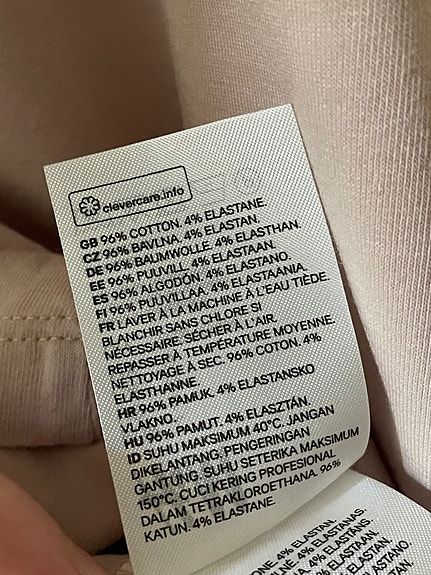 clevercare.info
GB 96% COTTON. 4% ELASTANE.
CZ 96% BAVLNA. 4% ELASTAN.
DE 96% BAUMWOLLE. 4% ELASTHAN.
EE 96% PUUVILL. 4% ELASTAAN.
ES 96% ALGODÓN. 4% ELASTANO.
FI 96% PUUVILLAA. 4% ELASTAANIA.
FR LAVER À LA MACHINE À L'EAU TIÈDE.
BLANCHIR SANS CHLORE SI
NÉCESSAIRE. SÉCHER À L'AIR.
REPASSER À TEMPÉRATURE MOYENNE.
NETTOYAGE À SEC. 96% COTON. 4%
ELASTHANNE.
HR 96% PAMUK. 4% ELASTANSKO
VLAKNO.
HU 96% PAMUT. 4% ELASZTÁN.
ID SUHU MAKSIMUM 40°C. JANGAN
DIKELANTANG. PENGERINGAN
GANTUNG. SUHU SETERIKA MAKSIMUM
150°C. CUCI KERING PROFESIONAL
DALAM TETRAKLOROETHANA. 96%
KATUN. 4% ELASTANE.
4% ELASTAN.
4% ELASTANAS.